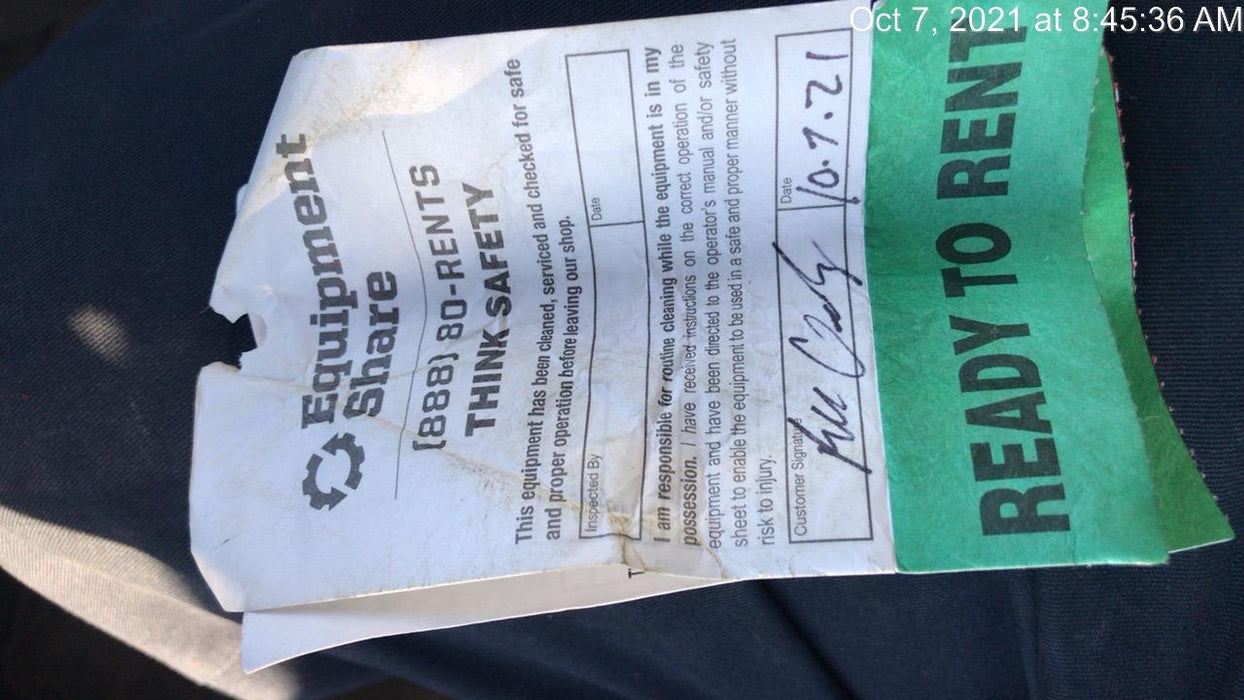 Oct 7, 2021 at 8:45:36 AM
Equipment
Share
(888) 80-RENTS
THINK SAFETY
This equipment has been cleaned, serviced and checked for safe
and proper operation before leaving our shop.
Inspected By Date
I am responsible for routine cleaning while the equipment is in my
possession. I have received instructions on the correct operation of the
equipment and have been directed to the operator's manual and/or safety
sheet to enable the equipment to be used in a safe and proper manner without
risk to injury.
Customer Signature Date
10.7.21
READY TO RENT
T